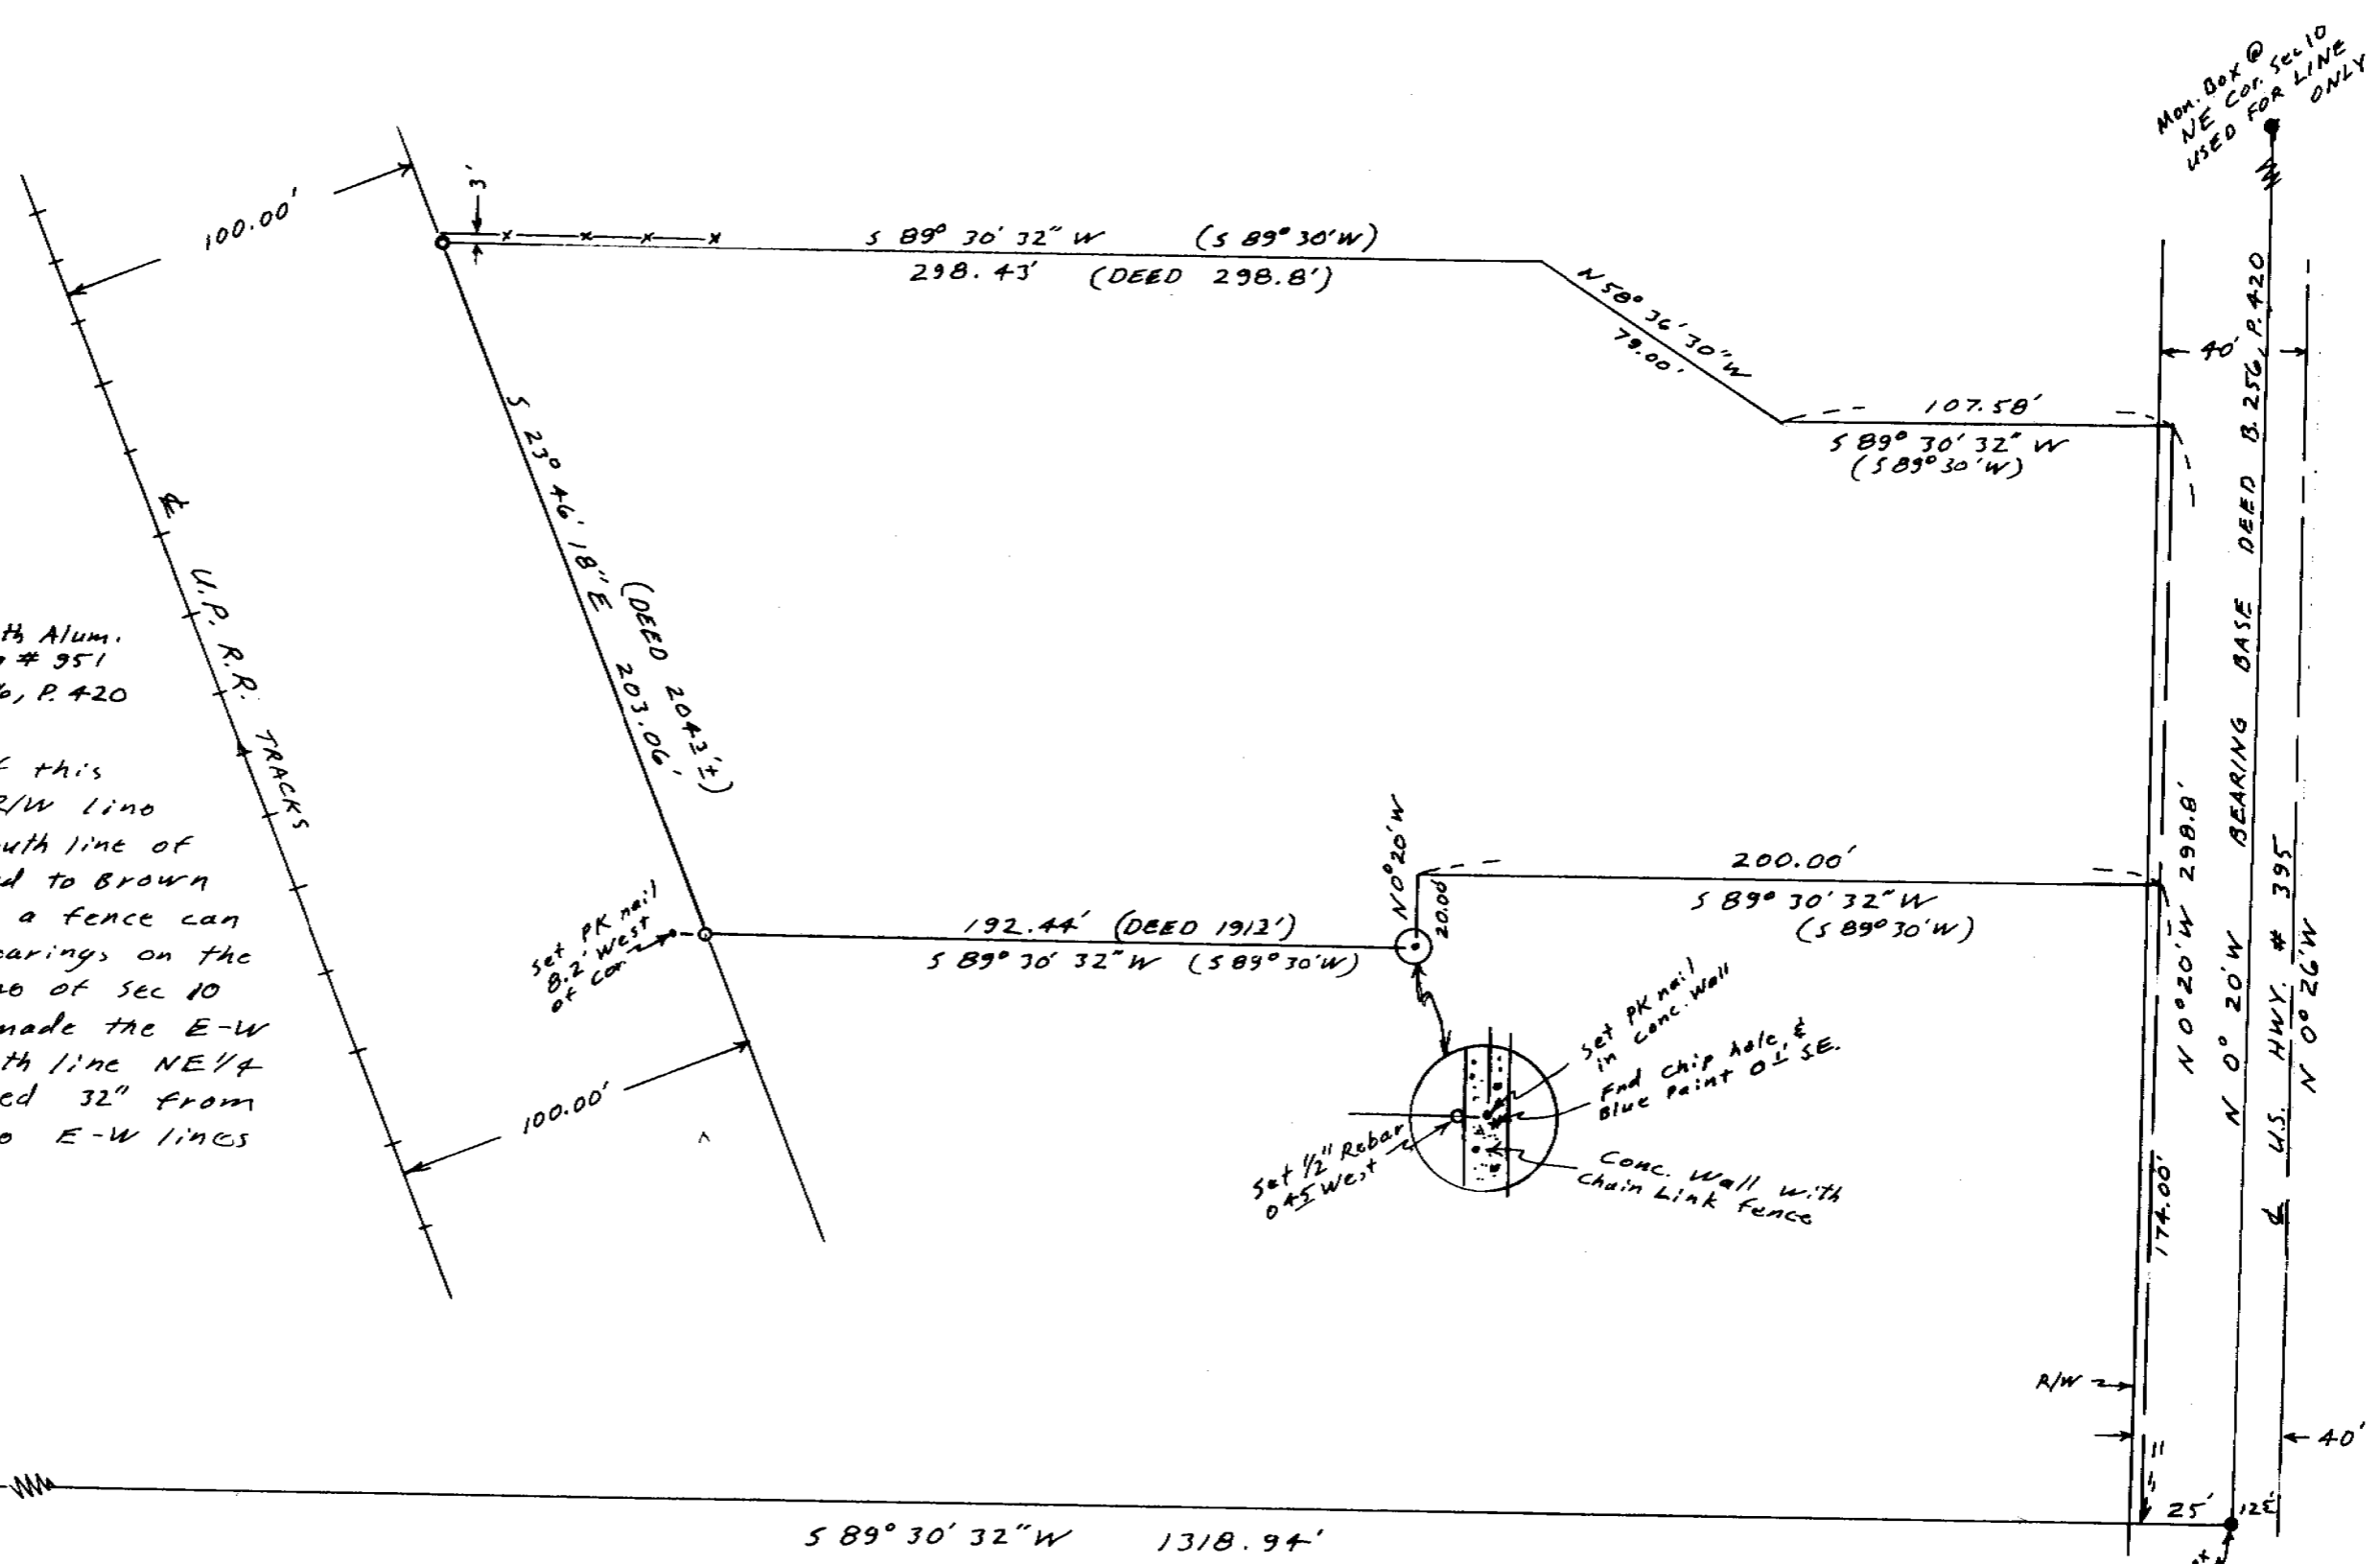 Mon. Box @
NE Cor. Sec 10
USED FOR LINE
ONLY
100.00'
3'
S 89° 30' 32" W (S 89° 30' W)
298.43' (DEED 298.8')
N 58° 36' 30" W
79.00'
40'
107.58'
S 89° 30' 32" W
(S 89° 30' W)
BEARING BASE DEED B. 256, P. 420
N 0° 20' W
℄
U.P. R.R. TRACKS
S 23° 46' 18" E 203.06'
(DEED 204.3'±)
th Alum.
# 951
P. 420
this
R/W line
line of
to Brown
a fence can
on the
of Sec 10
made the E-W
line NE 1/4
32" from
E-W lines
N 0° 20' W
20.00'
200.00'
S 89° 30' 32" W
(S 89° 30' W)
Set PK nail
8.2' West
of cor
192.44' (DEED 191.2')
S 89° 30' 32" W (S 89° 30' W)
N 0° 20' W 298.8'
℄ U.S. HWY. # 395
N 0° 26' W
Set PK nail
in conc. wall
Fnd Chip hole, &
Blue Paint 0.1' SE.
Set 1/2" Rebar
0.45 West
Conc. Wall with
Chain Link Fence
100.00'
174.00'
R/W
40'
25'
S 89° 30' 32" W 1318.94'